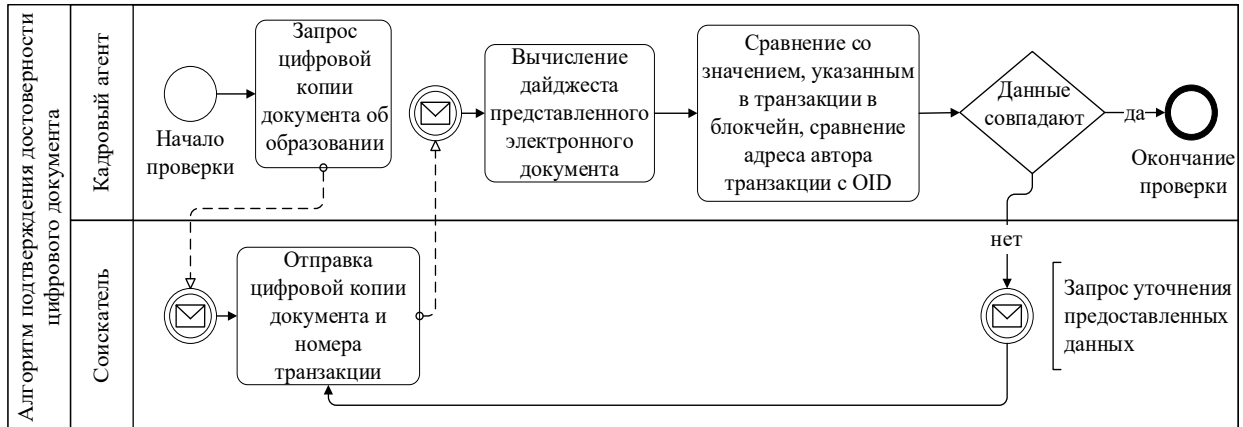 Алгоритм подтверждения достоверности
цифрового документа
Кадровый агент
Начало
проверки
Запрос
цифровой
копии
документа об
образовании
Вычисление
дайджеста
представленного
электронного
документа
Сравнение со
значением, указанным
в транзакции в
блокчейн, сравнение
адреса автора
транзакции с OID
Данные
совпадают
да
Окончание
проверки
Соискатель
Отправка
цифровой копии
документа и
номера
транзакции
нет
Запрос уточнения
предоставленных
данных